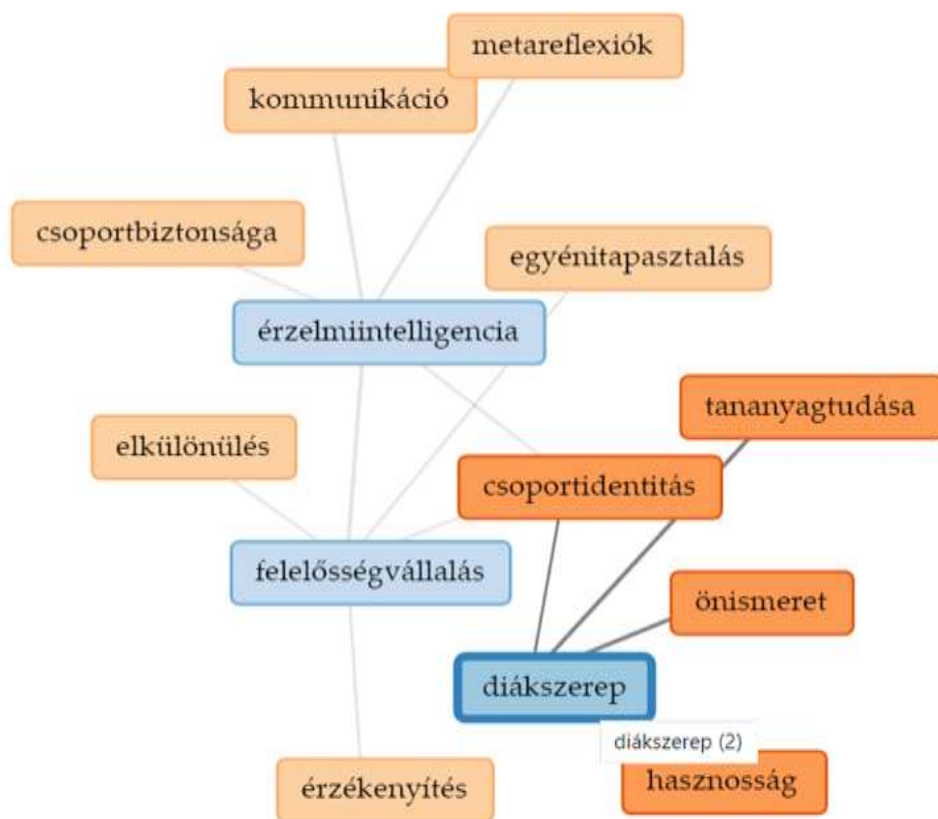 metareflexiók
kommunikáció
csoportbiztonsága
egyénitapasztalás
érzelmiintelligencia
tananyagtudása
elkülönülés
csoportidentitás
felelősségvállalás
önismeret
diákszerep
diákszerep (2)
hasznosság
érzékenyítés